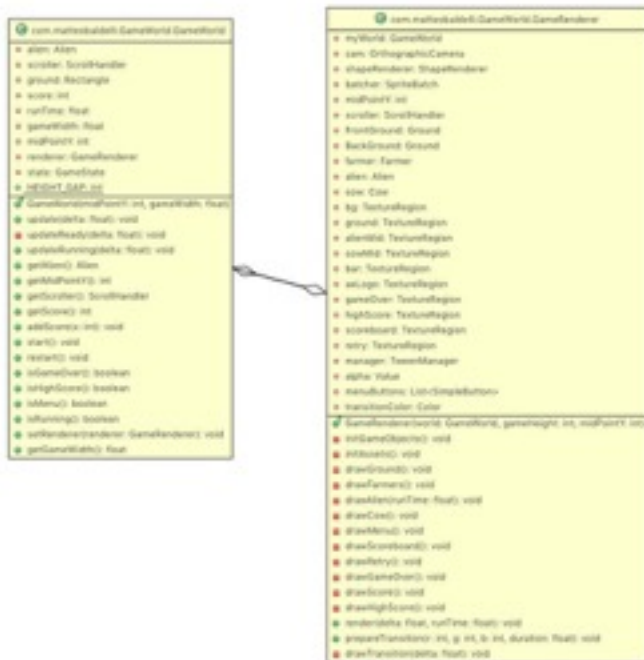 com.matteobaldelli.GameWorld.GameWorld
alien: Alien
scroller: ScrollHandler
ground: Rectangle
score: int
runTime: float
gameWidth: float
midPointY: int
renderer: GameRenderer
state: GameState
HEIGHT_GAP: int
GameWorld(midPointY: int, gameWidth: float)
update(delta: float): void
updateReady(delta: float): void
updateRunning(delta: float): void
getAlien(): Alien
getMidPointY(): int
getScroller(): ScrollHandler
getScore(): int
addScore(x: int): void
start(): void
restart(): void
isGameOver(): boolean
isHighScore(): boolean
isMenu(): boolean
isRunning(): boolean
setRenderer(renderer: GameRenderer): void
getGameWidth(): float
com.matteobaldelli.GameWorld.GameRenderer
myWorld: GameWorld
cam: OrthographicCamera
shapeRenderer: ShapeRenderer
batcher: SpriteBatch
midPointY: int
scroller: ScrollHandler
FrontGround: Ground
BackGround: Ground
farmer: Farmer
alien: Alien
cow: Cow
bg: TextureRegion
ground: TextureRegion
alienMid: TextureRegion
cowMid: TextureRegion
bar: TextureRegion
TextureRegion
gameOver: TextureRegion
highScore: TextureRegion
scoreboard: TextureRegion
retry: TextureRegion
manager: TweenManager
alpha: Value
menuButtons: List<SimpleButton>
transitionColor: Color
GameRenderer(world: GameWorld, gameHeight: int, midPointY: int)
initGameObjects(): void
initAssets(): void
drawGround(): void
drawFarmers(): void
drawAlien(runTime: float): void
drawCow(): void
drawMenu(): void
drawScoreboard(): void
drawRetry(): void
drawGameOver(): void
drawScore(): void
drawHighScore(): void
render(delta: float, runTime: float): void
prepareTransition(r: int, g: int, b: int, duration: float): void
drawTransition(delta: float): void